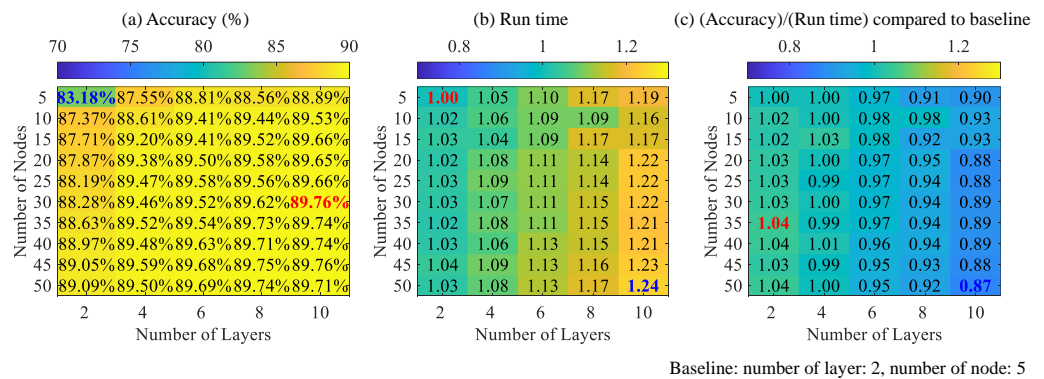 (a) Accuracy (%) (b) Run time (c) (Accuracy)/(Run time) compared to baseline
70 75 80 85 90 0.8 1 1.2 0.8 1 1.2
5 83.18% 87.55% 88.81% 88.56% 88.89% 5 1.00 1.05 1.10 1.17 1.19 5 1.00 1.00 0.97 0.91 0.90
10 87.37% 88.61% 89.41% 89.44% 89.53% 10 1.02 1.06 1.09 1.09 1.16 10 1.02 1.00 0.98 0.98 0.93
15 87.71% 89.20% 89.41% 89.52% 89.66% 15 1.03 1.04 1.09 1.17 1.17 15 1.02 1.03 0.98 0.92 0.93
20 87.87% 89.38% 89.50% 89.58% 89.65% 20 1.02 1.08 1.11 1.14 1.22 20 1.03 1.00 0.97 0.95 0.88
25 88.19% 89.47% 89.58% 89.56% 89.66% 25 1.03 1.09 1.11 1.14 1.22 25 1.03 0.99 0.97 0.94 0.88
30 88.28% 89.46% 89.52% 89.62% 89.76% 30 1.03 1.07 1.11 1.15 1.22 30 1.03 1.00 0.97 0.94 0.89
35 88.63% 89.52% 89.54% 89.73% 89.74% 35 1.02 1.08 1.11 1.15 1.21 35 1.04 0.99 0.97 0.94 0.89
40 88.97% 89.48% 89.63% 89.71% 89.74% 40 1.03 1.06 1.13 1.15 1.21 40 1.04 1.01 0.96 0.94 0.89
45 89.05% 89.59% 89.68% 89.75% 89.76% 45 1.04 1.09 1.13 1.16 1.23 45 1.03 0.99 0.95 0.93 0.88
50 89.09% 89.50% 89.69% 89.74% 89.71% 50 1.03 1.08 1.13 1.17 1.24 50 1.04 1.00 0.95 0.92 0.87
Number of Nodes Number of Nodes Number of Nodes
2 4 6 8 10 2 4 6 8 10 2 4 6 8 10
Number of Layers Number of Layers Number of Layers
Baseline: number of layer: 2, number of node: 5